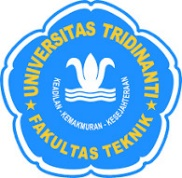 UNIVERSITAS TRIDINANTI
KEADILAN - KEMAKMURAN - KESEJAHTERAAN
FAKULTAS TEKNIK